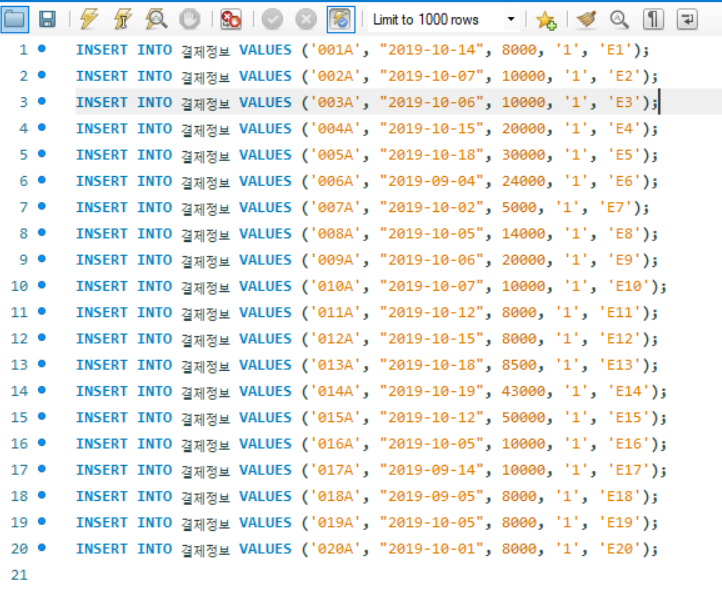 Limit to 1000 rows
1 INSERT INTO 결제정보 VALUES ('001A', "2019-10-14", 8000, '1', 'E1');
2 INSERT INTO 결제정보 VALUES ('002A', "2019-10-07", 10000, '1', 'E2');
3 INSERT INTO 결제정보 VALUES ('003A', "2019-10-06", 10000, '1', 'E3');
4 INSERT INTO 결제정보 VALUES ('004A', "2019-10-15", 20000, '1', 'E4');
5 INSERT INTO 결제정보 VALUES ('005A', "2019-10-18", 30000, '1', 'E5');
6 INSERT INTO 결제정보 VALUES ('006A', "2019-09-04", 24000, '1', 'E6');
7 INSERT INTO 결제정보 VALUES ('007A', "2019-10-02", 5000, '1', 'E7');
8 INSERT INTO 결제정보 VALUES ('008A', "2019-10-05", 14000, '1', 'E8');
9 INSERT INTO 결제정보 VALUES ('009A', "2019-10-06", 20000, '1', 'E9');
10 INSERT INTO 결제정보 VALUES ('010A', "2019-10-07", 10000, '1', 'E10');
11 INSERT INTO 결제정보 VALUES ('011A', "2019-10-12", 8000, '1', 'E11');
12 INSERT INTO 결제정보 VALUES ('012A', "2019-10-15", 8000, '1', 'E12');
13 INSERT INTO 결제정보 VALUES ('013A', "2019-10-18", 8500, '1', 'E13');
14 INSERT INTO 결제정보 VALUES ('014A', "2019-10-19", 43000, '1', 'E14');
15 INSERT INTO 결제정보 VALUES ('015A', "2019-10-12", 50000, '1', 'E15');
16 INSERT INTO 결제정보 VALUES ('016A', "2019-10-05", 10000, '1', 'E16');
17 INSERT INTO 결제정보 VALUES ('017A', "2019-09-14", 10000, '1', 'E17');
18 INSERT INTO 결제정보 VALUES ('018A', "2019-09-05", 8000, '1', 'E18');
19 INSERT INTO 결제정보 VALUES ('019A', "2019-10-05", 8000, '1', 'E19');
20 INSERT INTO 결제정보 VALUES ('020A', "2019-10-01", 8000, '1', 'E20');
21